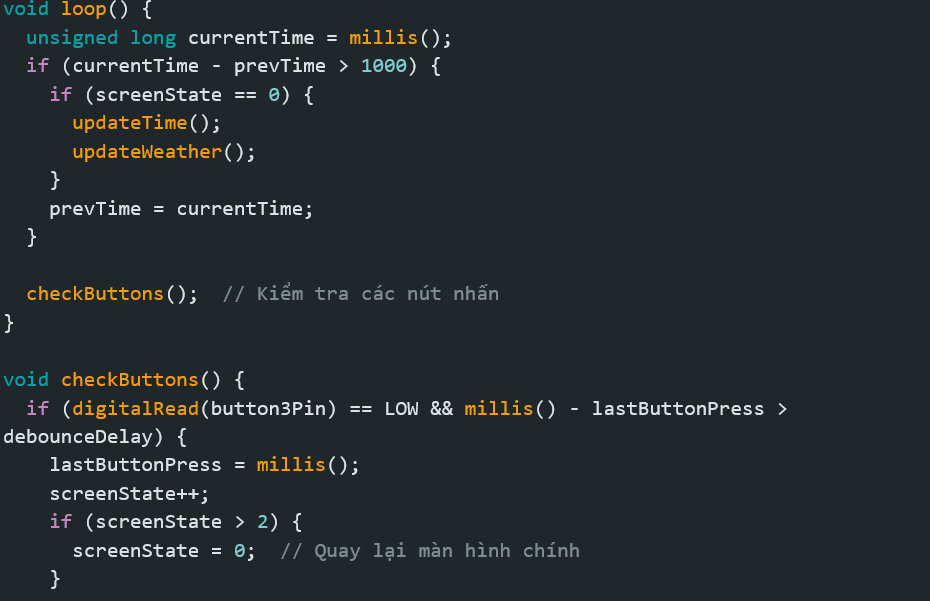 void loop() {
  unsigned long currentTime = millis();
  if (currentTime - prevTime > 1000) {
    if (screenState == 0) {
      updateTime();
      updateWeather();
    }
    prevTime = currentTime;
  }

  checkButtons();  // Kiểm tra các nút nhấn
}

void checkButtons() {
  if (digitalRead(button3Pin) == LOW && millis() - lastButtonPress >
debounceDelay) {
    lastButtonPress = millis();
    screenState++;
    if (screenState > 2) {
      screenState = 0;  // Quay lại màn hình chính
    }